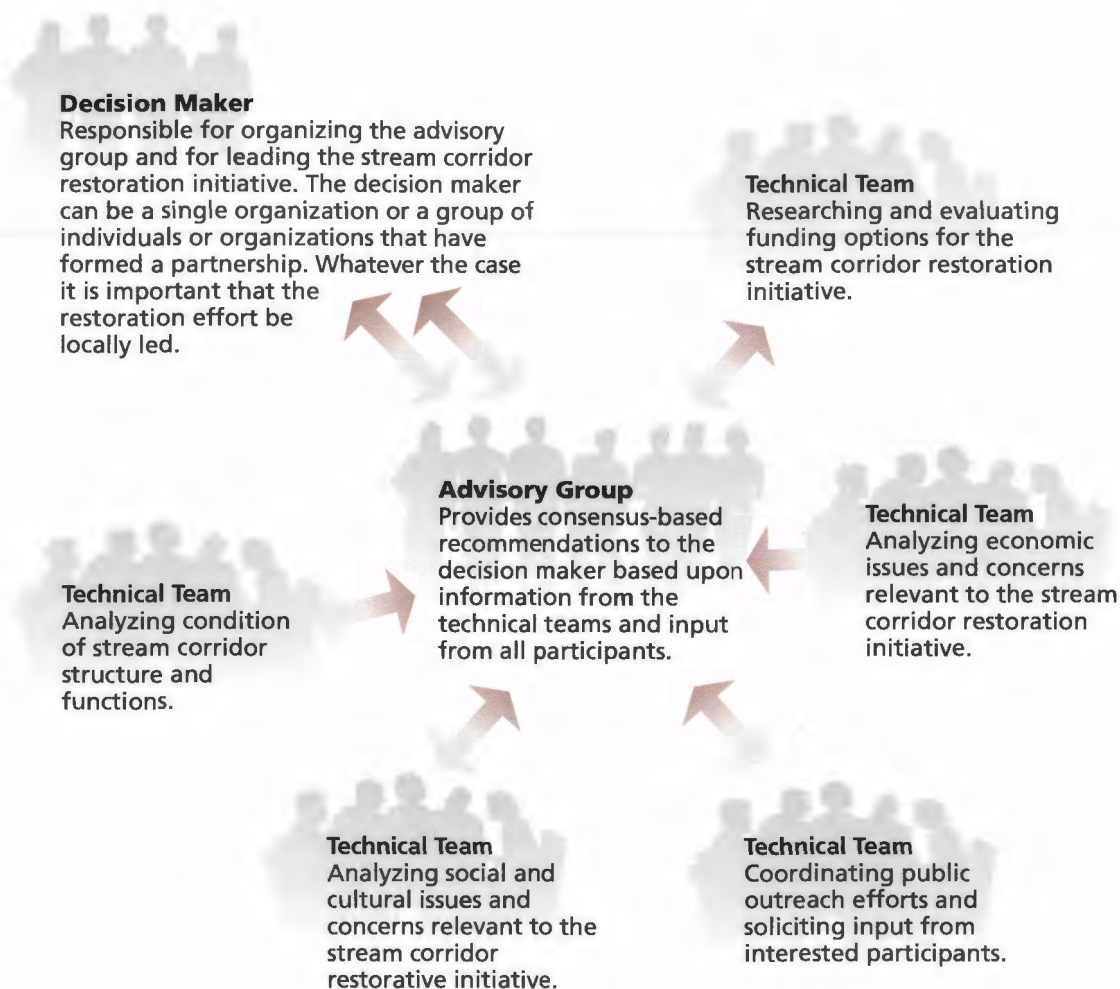 Decision Maker
Responsible for organizing the advisory
group and for leading the stream corridor
restoration initiative. The decision maker
can be a single organization or a group of
individuals or organizations that have
formed a partnership. Whatever the case
it is important that the
restoration effort be
locally led.
Technical Team
Researching and evaluating
funding options for the
stream corridor restoration
initiative.
Advisory Group
Provides consensus-based
recommendations to the
decision maker based upon
information from the
technical teams and input
from all participants.
Technical Team
Analyzing economic
issues and concerns
relevant to the stream
corridor restoration
initiative.
Technical Team
Analyzing condition
of stream corridor
structure and
functions.
Technical Team
Analyzing social and
cultural issues and
concerns relevant to the
stream corridor
restorative initiative.
Technical Team
Coordinating public
outreach efforts and
soliciting input from
interested participants.